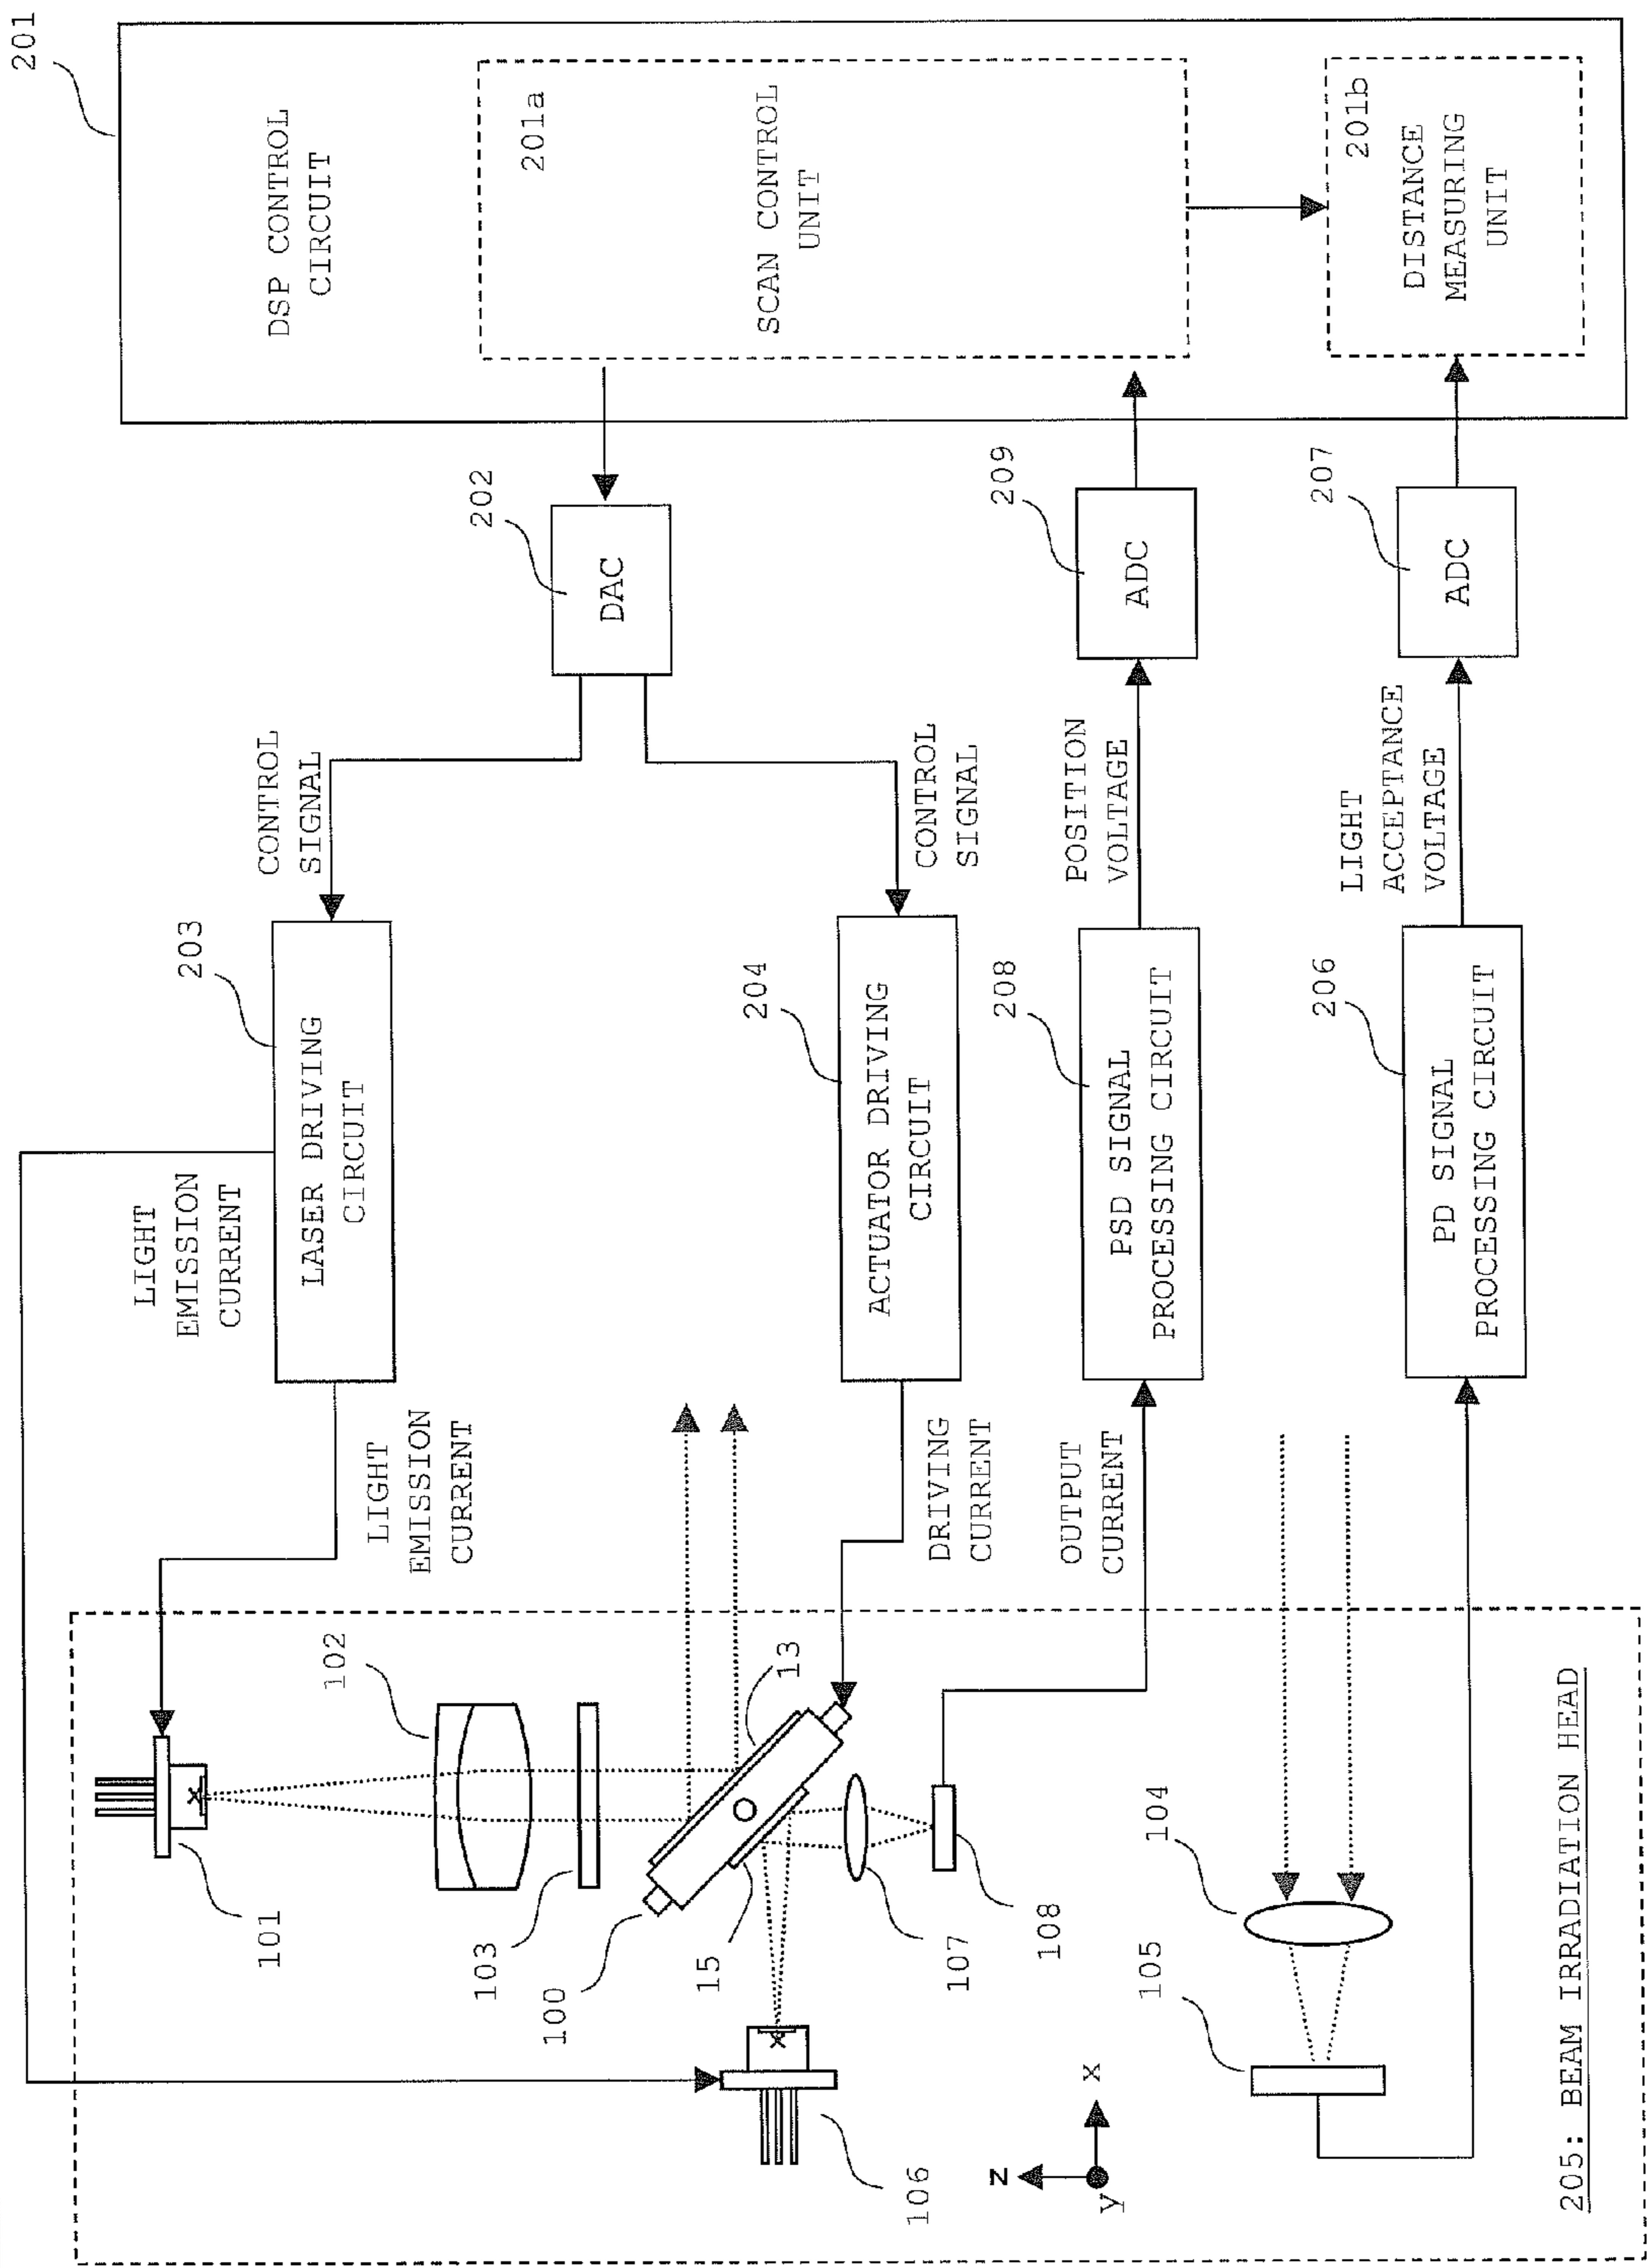 201
DSP CONTROL
CIRCUIT
201a
SCAN CONTROL
UNIT
201b
DISTANCE
MEASURING
UNIT
202
DAC
209
ADC
207
ADC
CONTROL
SIGNAL
CONTROL
SIGNAL
POSITION
VOLTAGE
LIGHT
ACCEPTANCE
VOLTAGE
203
LASER DRIVING
CIRCUIT
204
ACTUATOR DRIVING
CIRCUIT
208
PSD SIGNAL
PROCESSING CIRCUIT
206
PD SIGNAL
PROCESSING CIRCUIT
LIGHT
EMISSION
CURRENT
LIGHT
EMISSION
CURRENT
DRIVING
CURRENT
OUTPUT
CURRENT
101
102
103
100
13
15
107
108
106
104
105
z
x
y
205: BEAM IRRADIATION HEAD